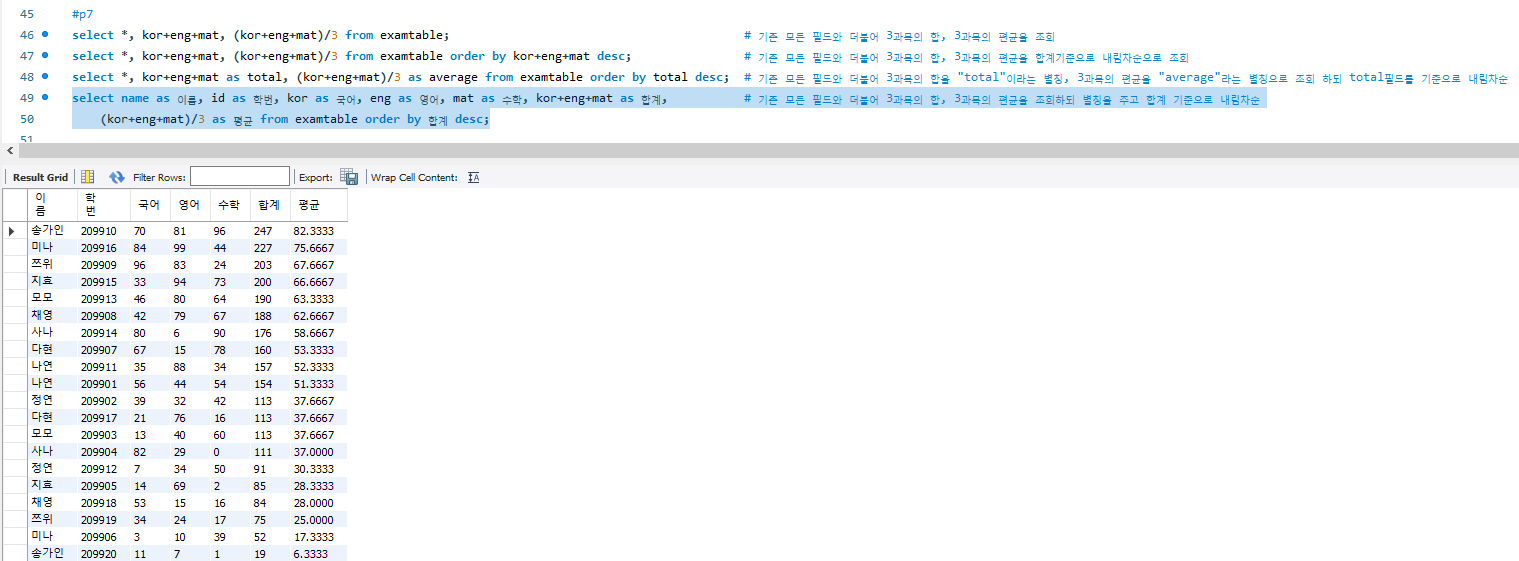 45 #p7
46 select *, kor+eng+mat, (kor+eng+mat)/3 from examtable; # 기존 모든 필드와 더불어 3과목의 합, 3과목의 평균을 조회
47 select *, kor+eng+mat, (kor+eng+mat)/3 from examtable order by kor+eng+mat desc; # 기존 모든 필드와 더불어 3과목의 합, 3과목의 평균을 합계기준으로 내림차순으로 조회
48 select *, kor+eng+mat as total, (kor+eng+mat)/3 as average from examtable order by total desc; # 기존 모든 필드와 더불어 3과목의 합을 "total"이라는 별칭, 3과목의 평균을 "average"라는 별칭으로 조회 하되 total필드를 기준으로 내림차순
49 select name as 이름, id as 학번, kor as 국어, eng as 영어, mat as 수학, kor+eng+mat as 합계, # 기존 모든 필드와 더불어 3과목의 합, 3과목의 평균을 조회하되 별칭을 주고 합계 기준으로 내림차순
50 (kor+eng+mat)/3 as 평균 from examtable order by 합계 desc;
51
Result Grid Filter Rows: Export: Wrap Cell Content:
이름 학번 국어 영어 수학 합계 평균
송가인 209910 70 81 96 247 82.3333
미나 209916 84 99 44 227 75.6667
쯔위 209909 96 83 24 203 67.6667
지효 209915 33 94 73 200 66.6667
모모 209913 46 80 64 190 63.3333
채영 209908 42 79 67 188 62.6667
사나 209914 80 6 90 176 58.6667
다현 209907 67 15 78 160 53.3333
나연 209911 35 88 34 157 52.3333
나연 209901 56 44 54 154 51.3333
정연 209902 39 32 42 113 37.6667
다현 209917 21 76 16 113 37.6667
모모 209903 13 40 60 113 37.6667
사나 209904 82 29 0 111 37.0000
정연 209912 7 34 50 91 30.3333
지효 209905 14 69 2 85 28.3333
채영 209918 53 15 16 84 28.0000
쯔위 209919 34 24 17 75 25.0000
미나 209906 3 10 39 52 17.3333
송가인 209920 11 7 1 19 6.3333